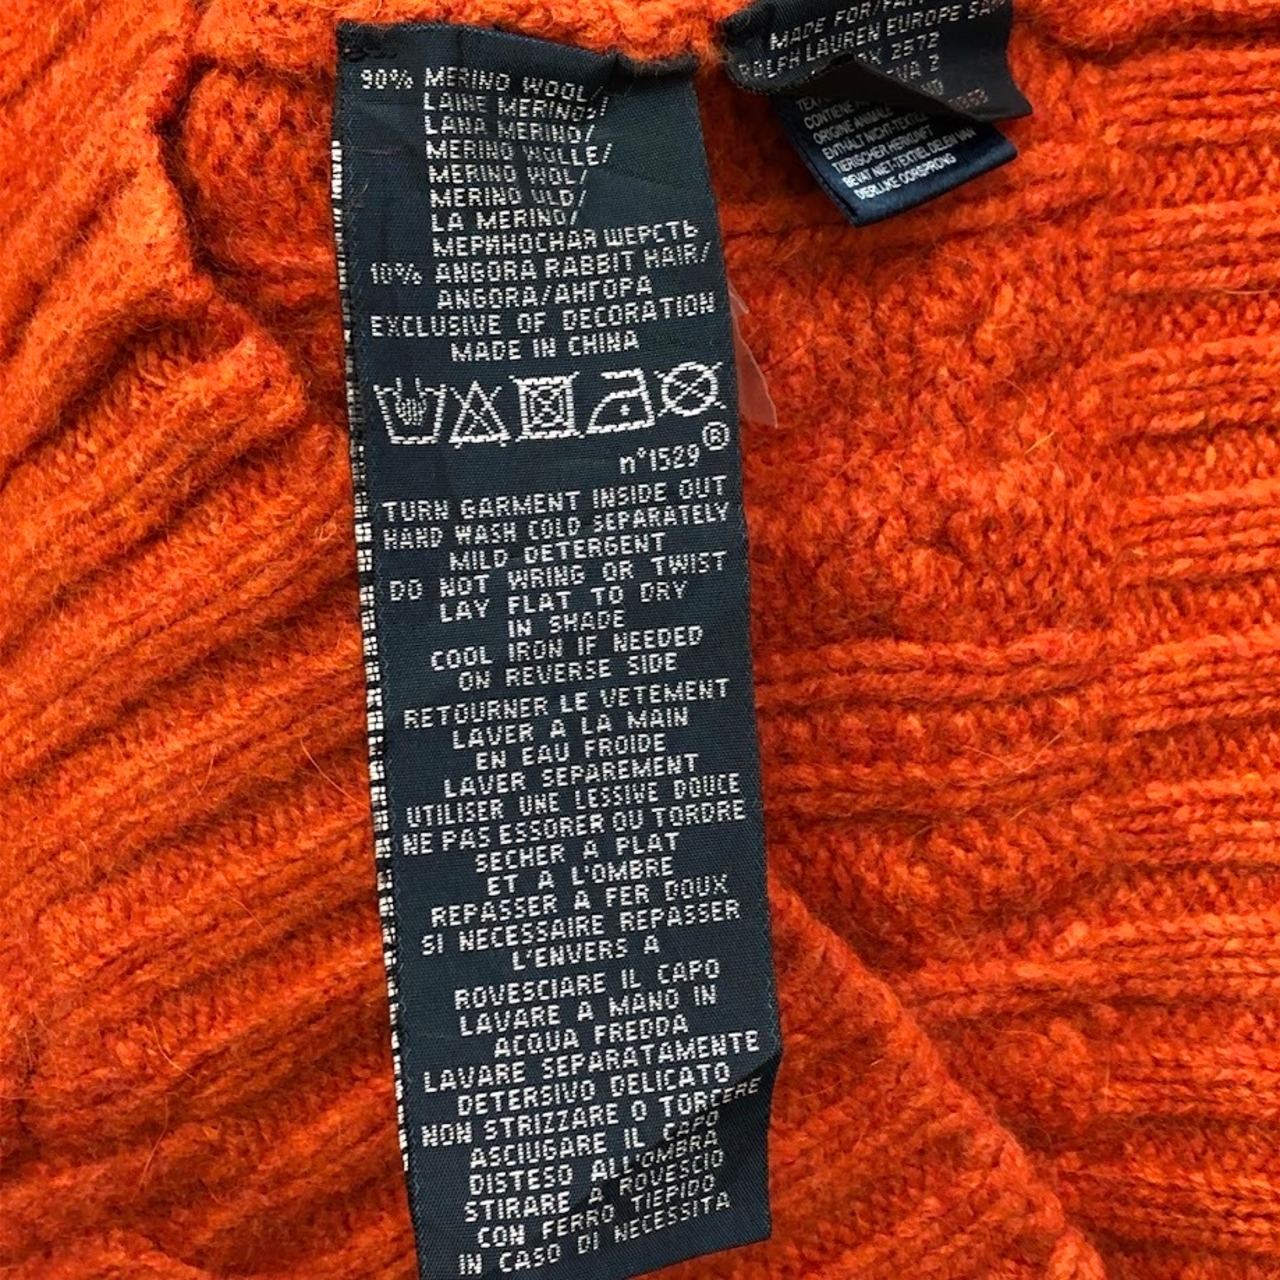 90% MERINO WOOL/
LAINE MERINOS/
LANA MERINO/
MERINO WOLLE/
MERINO WOL/
MERINO ULD/
LA MERINO/
МЕРИНОСНАЯ ШЕРСТЬ
10% ANGORA RABBIT HAIR/
ANGORA/АНГОРА
EXCLUSIVE OF DECORATION
MADE IN CHINA
®
n°1529
TURN GARMENT INSIDE OUT
HAND WASH COLD SEPARATELY
MILD DETERGENT
DO NOT WRING OR TWIST
LAY FLAT TO DRY
IN SHADE
COOL IRON IF NEEDED
ON REVERSE SIDE
RETOURNER LE VETEMENT
LAVER A LA MAIN
EN EAU FROIDE
LAVER SEPAREMENT
UTILISER UNE LESSIVE DOUCE
NE PAS ESSORER OU TORDRE
SECHER A PLAT
ET A L'OMBRE
REPASSER A FER DOUX
SI NECESSAIRE REPASSER
L'ENVERS A
ROVESCIARE IL CAPO
LAVARE A MANO IN
ACQUA FREDDA
LAVARE SEPARATAMENTE
DETERSIVO DELICATO
NON STRIZZARE O TORCERE
ASCIUGARE IL CAPO
DISTESO ALL'OMBRA
STIRARE A ROVESCIO
CON FERRO TIEPIDO
IN CASO DI NECESSITA
MADE FOR/
RALPH LAUREN EUROPE
2572
2
CONTIENE
ORIGINE ANIMALE
ENTHÄLT NICHT-TEXTILE
TIERISCHER HERKUNFT
BEVAT NIET-TEXTIEL DELEN VAN
DIERLIJKE OORSPRONG